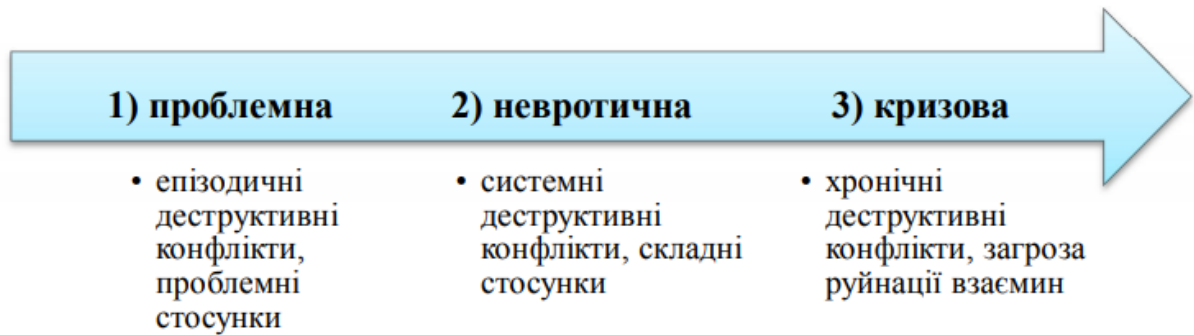 1) проблемна
2) невротична
3) кризова
• епізодичні
деструктивні
конфлікти,
проблемні
стосунки
• системні
деструктивні
конфлікти, складні
стосунки
• хронічні
деструктивні
конфлікти, загроза
руйнації взаємин